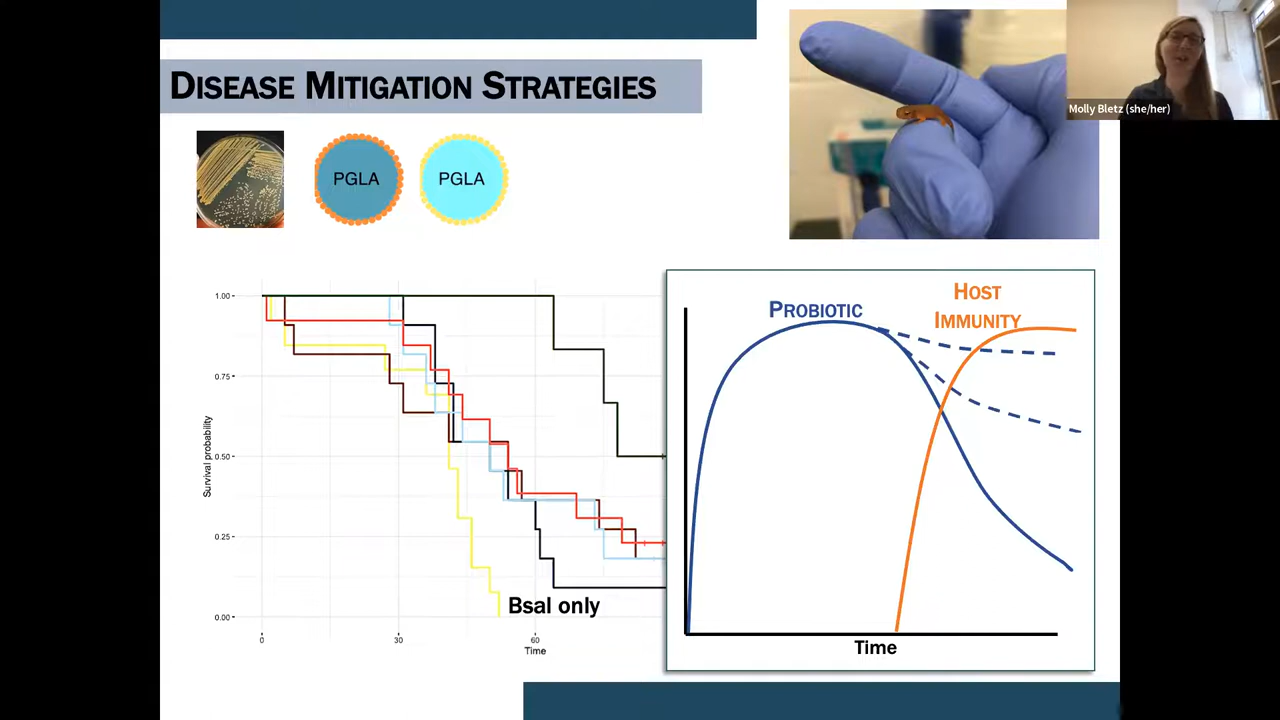 DISEASE MITIGATION STRATEGIES
Molly Bletz (she/her)
PGLA
PGLA
1.00
0.75
0.50
0.25
0.00
Survival probability
0
30
60
Time
Bsal only
PROBIOTIC
HOST
IMMUNITY
Time